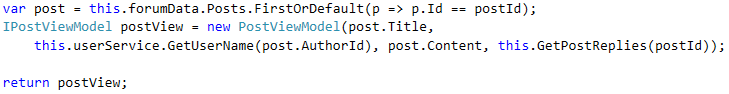 var post = this.forumData.Posts.FirstOrDefault(p => p.Id == postId);
IPostViewModel postView = new PostViewModel(post.Title,
    this.userService.GetUserName(post.AuthorId), post.Content, this.GetPostReplies(postId));
return postView;